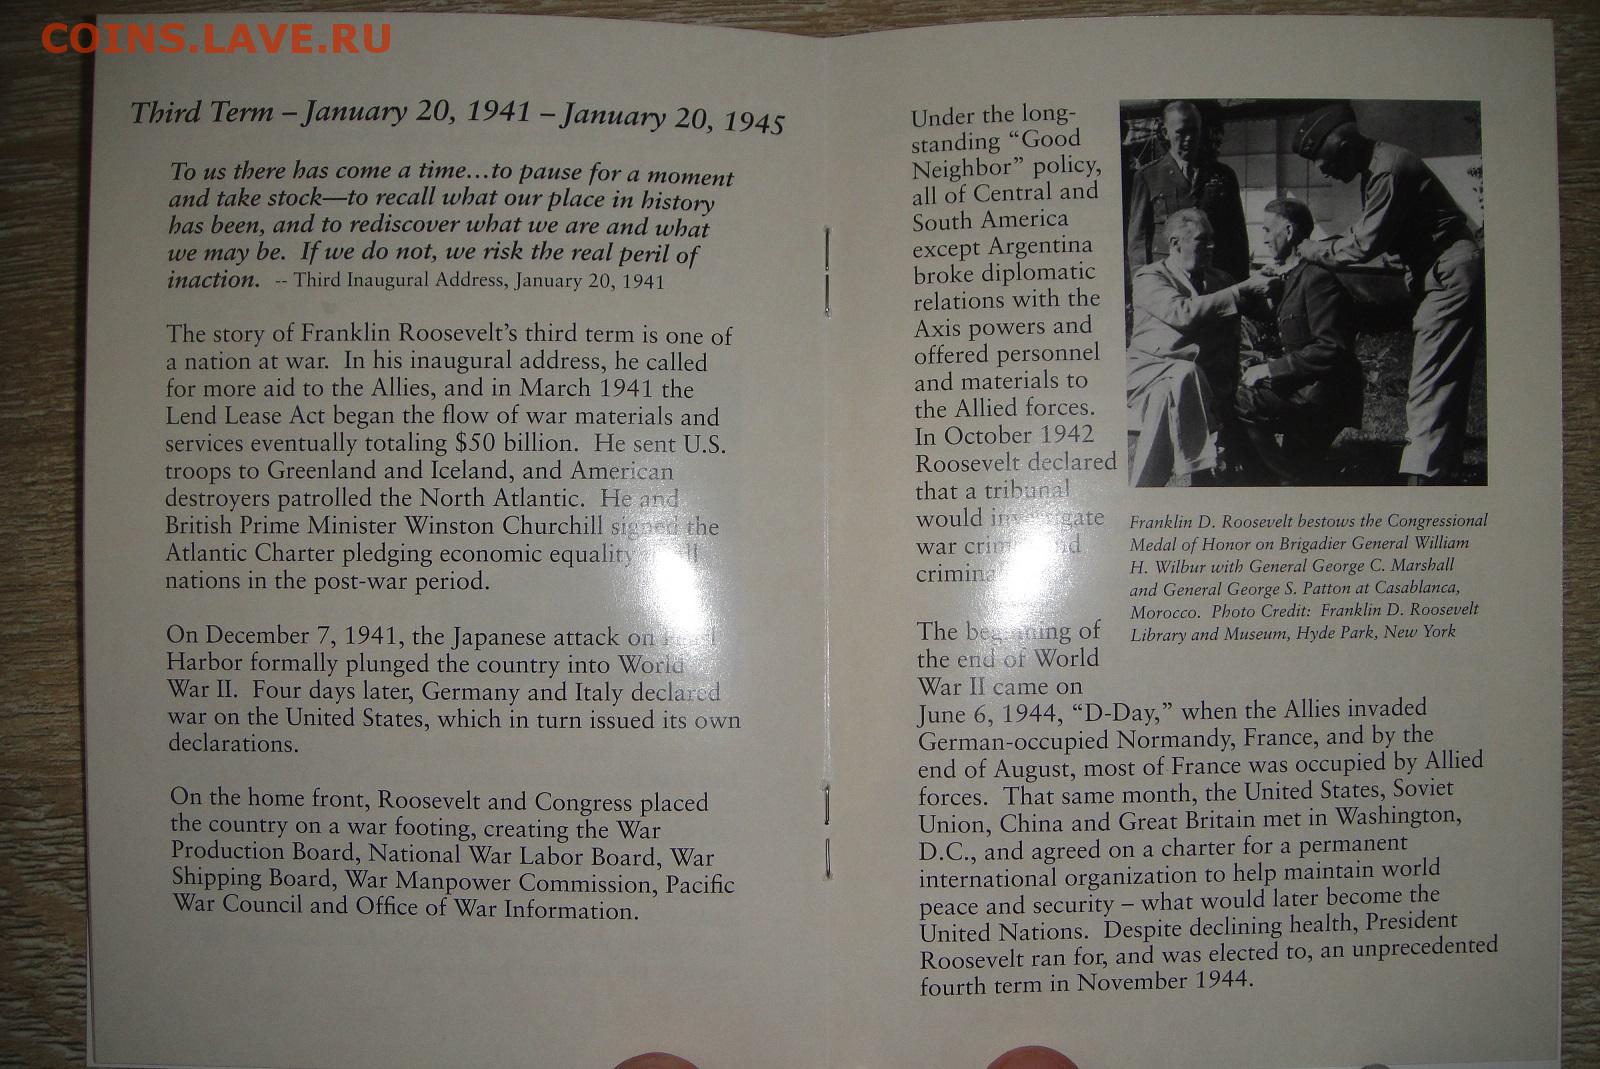 COINS.LAVE.RU
Third Term – January 20, 1941 – January 20, 1945
To us there has come a time...to pause for a moment
and take stock—to recall what our place in history
has been, and to rediscover what we are and what
we may be. If we do not, we risk the real peril of
inaction. -- Third Inaugural Address, January 20, 1941
The story of Franklin Roosevelt's third term is one of
a nation at war. In his inaugural address, he called
for more aid to the Allies, and in March 1941 the
Lend Lease Act began the flow of war materials and
services eventually totaling $50 billion. He sent U.S.
troops to Greenland and Iceland, and American
destroyers patrolled the North Atlantic. He and
British Prime Minister Winston Churchill signed the
Atlantic Charter pledging economic equality
nations in the post-war period.
On December 7, 1941, the Japanese attack on Pearl
Harbor formally plunged the country into World
War II. Four days later, Germany and Italy declared
war on the United States, which in turn issued its own
declarations.
On the home front, Roosevelt and Congress placed
the country on a war footing, creating the War
Production Board, National War Labor Board, War
Shipping Board, War Manpower Commission, Pacific
War Council and Office of War Information.
Under the long-
standing “Good
Neighbor” policy,
all of Central and
South America
except Argentina
broke diplomatic
relations with the
Axis powers and
offered personnel
and materials to
the Allied forces.
In October 1942
Roosevelt declared
that a tribunal
would investigate
war
The beginning of
the end of World
War II came on
June 6, 1944, “D-Day,” when the Allies invaded
German-occupied Normandy, France, and by the
end of August, most of France was occupied by Allied
forces. That same month, the United States, Soviet
Union, China and Great Britain met in Washington,
D.C., and agreed on a charter for a permanent
international organization to help maintain world
peace and security – what would later become the
United Nations. Despite declining health, President
Roosevelt ran for, and was elected to, an unprecedented
fourth term in November 1944.
Franklin D. Roosevelt bestows the Congressional
Medal of Honor on Brigadier General William
H. Wilbur with General George C. Marshall
and General George S. Patton at Casablanca,
Morocco. Photo Credit: Franklin D. Roosevelt
Library and Museum, Hyde Park, New York